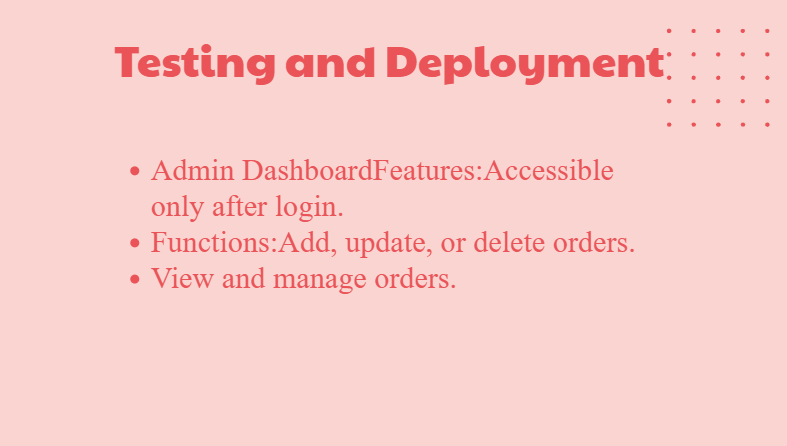 Testing and Deployment
• Admin DashboardFeatures:Accessible
only after login.
• Functions:Add, update, or delete orders.
• View and manage orders.